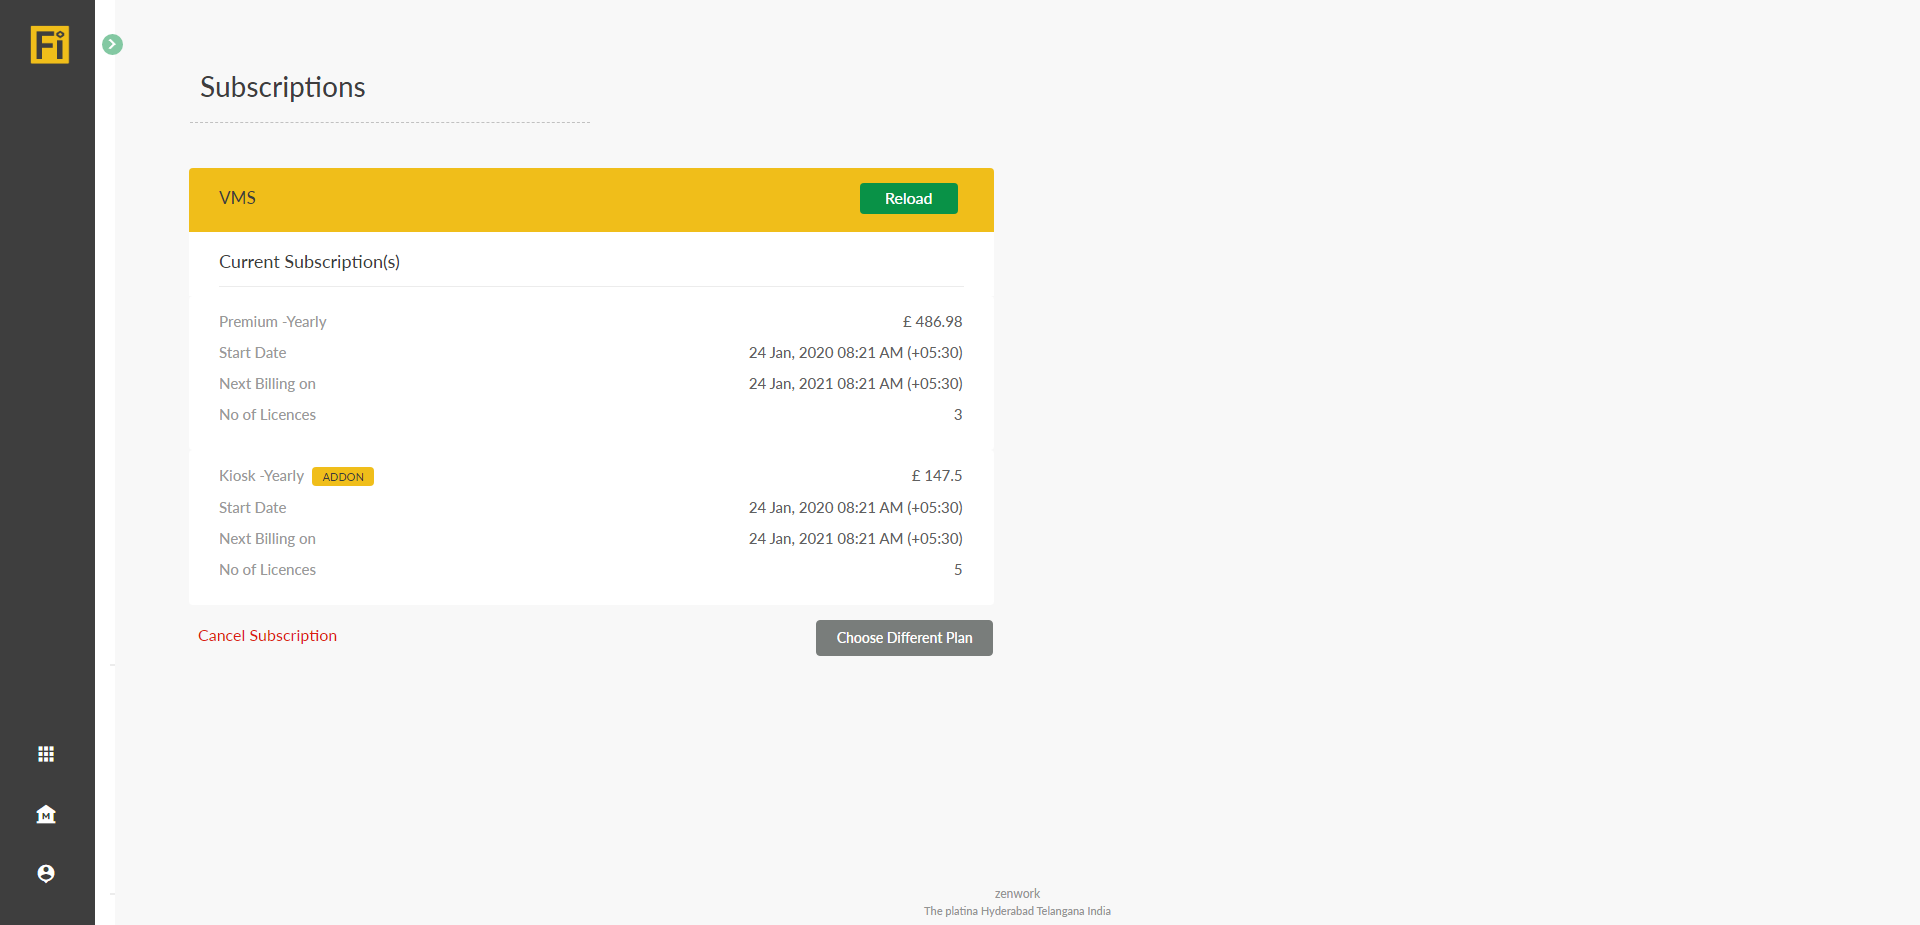 Fi
Subscriptions
VMS
Reload
Current Subscription(s)
Premium -Yearly £ 486.98
Start Date 24 Jan, 2020 08:21 AM (+05:30)
Next Billing on 24 Jan, 2021 08:21 AM (+05:30)
No of Licences 3
Kiosk -Yearly ADDON £ 147.5
Start Date 24 Jan, 2020 08:21 AM (+05:30)
Next Billing on 24 Jan, 2021 08:21 AM (+05:30)
No of Licences 5
Cancel Subscription
Choose Different Plan
M
zenwork
The platina Hyderabad Telangana India